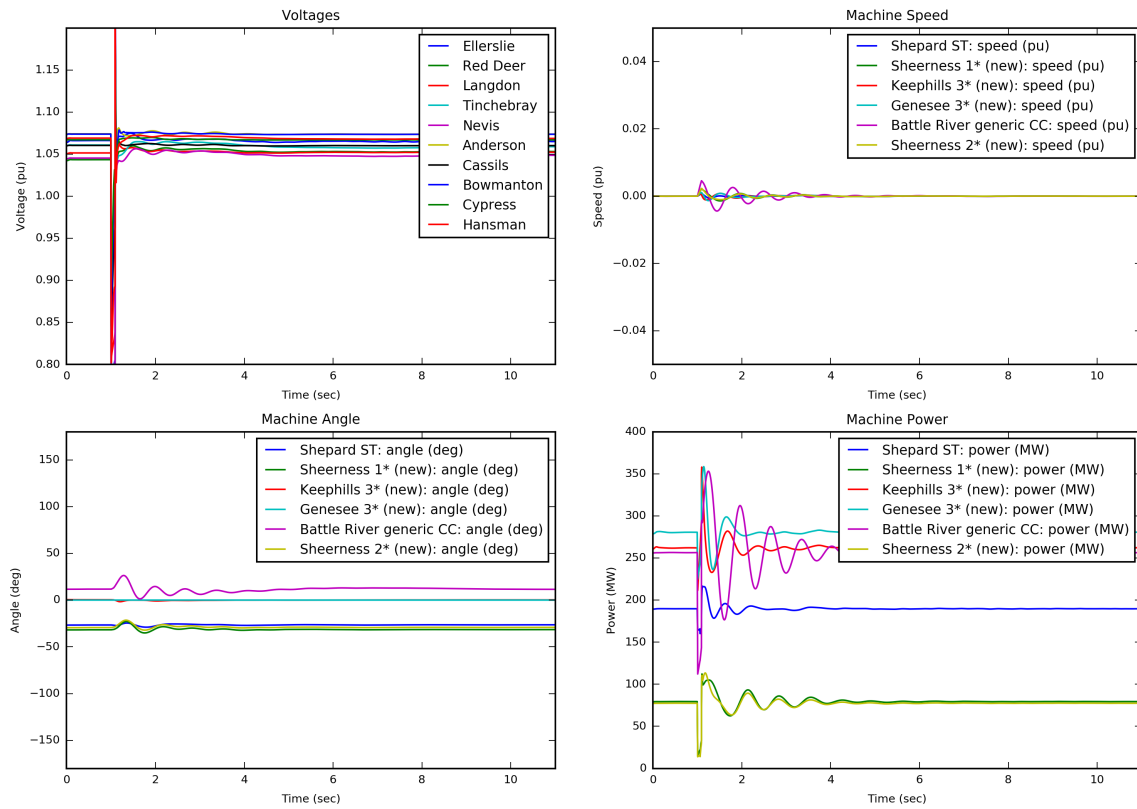 Voltages
Voltage (pu)
1.15
1.10
1.05
1.00
0.95
0.90
0.85
0.80
Ellerslie
Red Deer
Langdon
Tinchebray
Nevis
Anderson
Cassils
Bowmanton
Cypress
Hansman
0 2 4 6 8 10
Time (sec)
Machine Speed
Speed (pu)
0.04
0.02
0.00
−0.02
−0.04
Shepard ST: speed (pu)
Sheerness 1* (new): speed (pu)
Keephills 3* (new): speed (pu)
Genesee 3* (new): speed (pu)
Battle River generic CC: speed (pu)
Sheerness 2* (new): speed (pu)
0 2 4 6 8 10
Time (sec)
Machine Angle
Angle (deg)
150
100
50
0
−50
−100
−150
Shepard ST: angle (deg)
Sheerness 1* (new): angle (deg)
Keephills 3* (new): angle (deg)
Genesee 3* (new): angle (deg)
Battle River generic CC: angle (deg)
Sheerness 2* (new): angle (deg)
0 2 4 6 8 10
Time (sec)
Machine Power
Power (MW)
400
350
300
250
200
150
100
50
0
Shepard ST: power (MW)
Sheerness 1* (new): power (MW)
Keephills 3* (new): power (MW)
Genesee 3* (new): power (MW)
Battle River generic CC: power (MW)
Sheerness 2* (new): power (MW)
0 2 4 6 8 10
Time (sec)